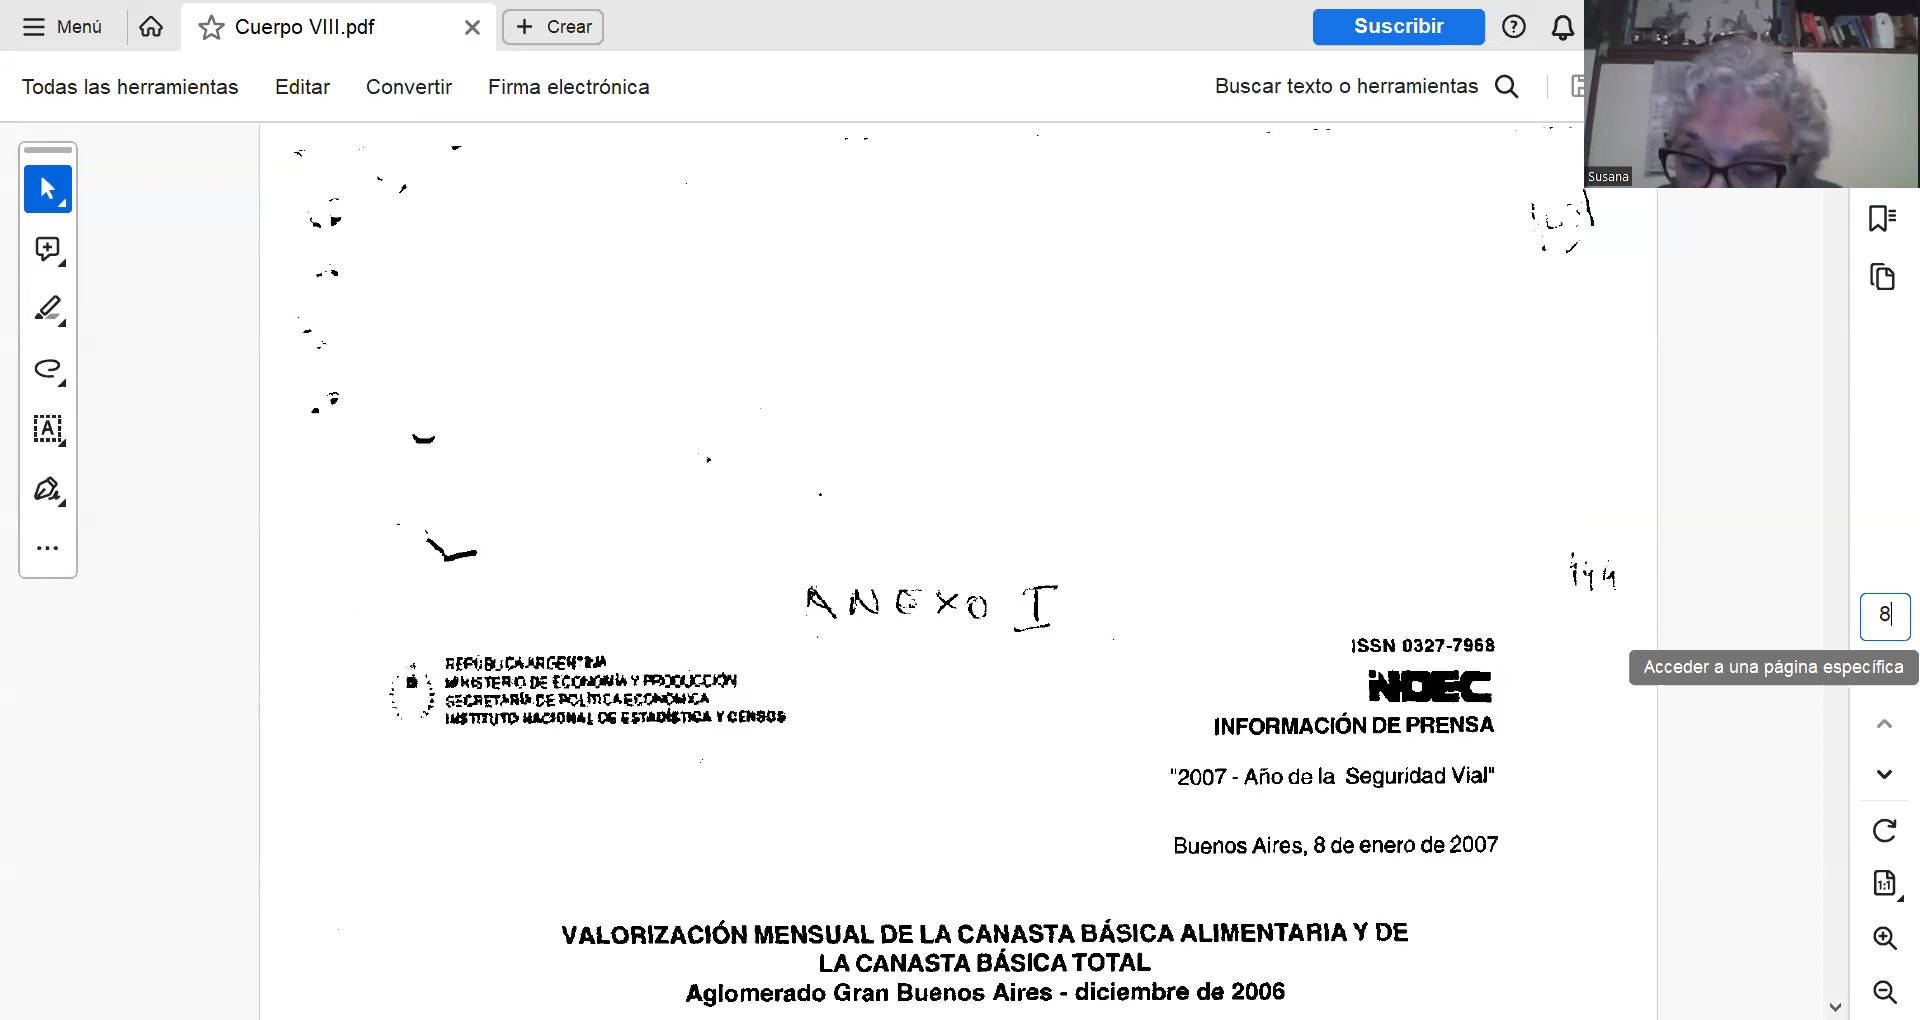 Menú
Cuerpo VIII.pdf
Crear
Suscribir
Todas las herramientas
Editar
Convertir
Firma electrónica
Buscar texto o herramientas
Susana
ANEXO I
144
8
Acceder a una página específica
REPÚBLICA ARGENTINA
MINISTERIO DE ECONOMÍA Y PRODUCCIÓN
SECRETARÍA DE POLÍTICA ECONÓMICA
INSTITUTO NACIONAL DE ESTADÍSTICA Y CENSOS
ISSN 0327-7968
INDEC
INFORMACIÓN DE PRENSA
"2007 - Año de la Seguridad Vial"
Buenos Aires, 8 de enero de 2007
VALORIZACIÓN MENSUAL DE LA CANASTA BÁSICA ALIMENTARIA Y DE
LA CANASTA BÁSICA TOTAL
Aglomerado Gran Buenos Aires - diciembre de 2006